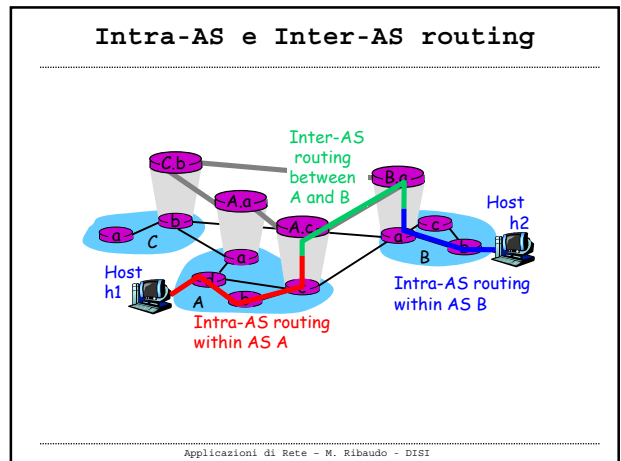 Intra-AS e Inter-AS routing
Inter-AS
routing
between
A and B
C.b
B.a
A.a
A.c
Host
h2
c
b
a
a
C
B
a
Host
h1
d
c
b
A
Intra-AS routing
within AS B
Intra-AS routing
within AS A
Applicazioni di Rete – M. Ribaudo - DISI